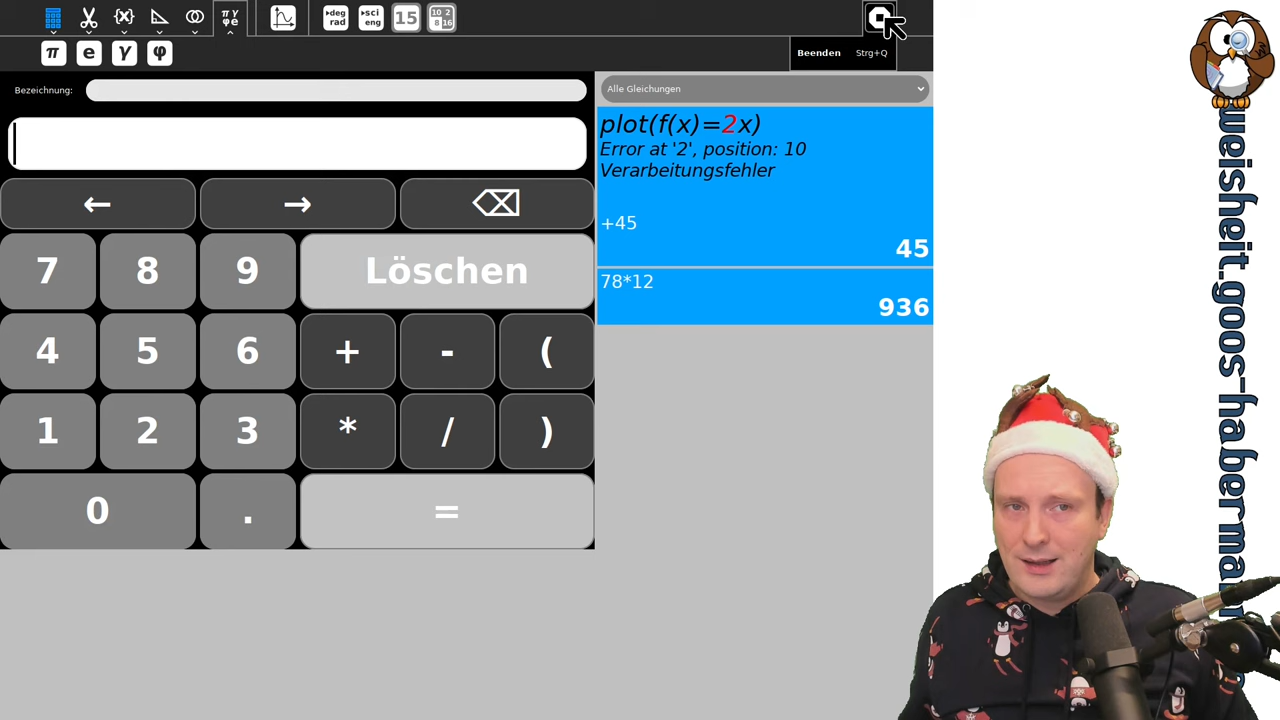 π γ
φ e
deg
rad
sci
eng
15
10 2
8 16
π e γ φ
Beenden Strg+Q
Bezeichnung:
Alle Gleichungen
plot(f(x)=2x)
Error at '2', position: 10
Verarbeitungsfehler
+45
45
78*12
936
← → ⌫
7 8 9 Löschen
4 5 6 + - (
1 2 3 * / )
0 . =
weisheit.goos-haberma